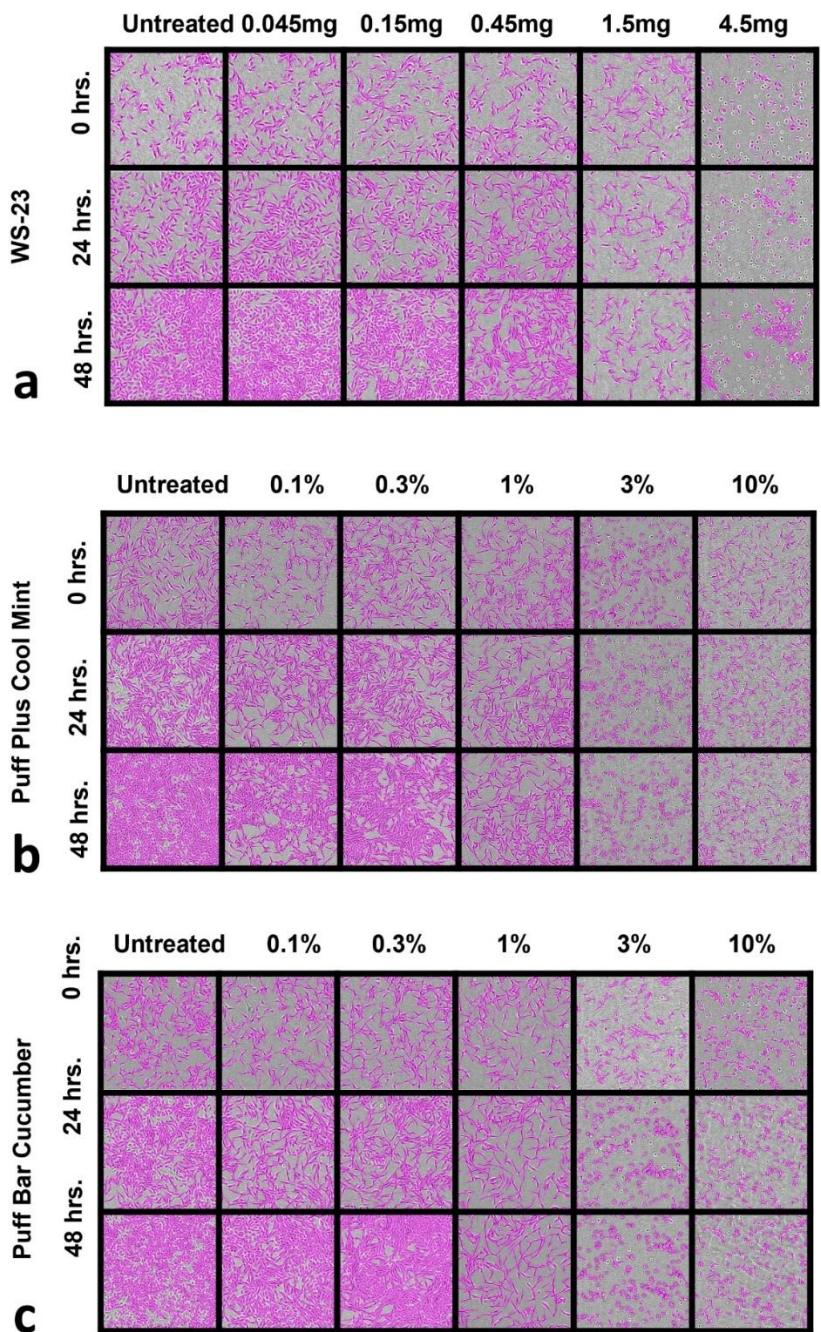 Untreated 0.045mg 0.15mg 0.45mg 1.5mg 4.5mg
WS-23
0 hrs.
24 hrs.
48 hrs.
a
Untreated 0.1% 0.3% 1% 3% 10%
Puff Plus Cool Mint
0 hrs.
24 hrs.
48 hrs.
b
Untreated 0.1% 0.3% 1% 3% 10%
Puff Bar Cucumber
0 hrs.
24 hrs.
48 hrs.
c